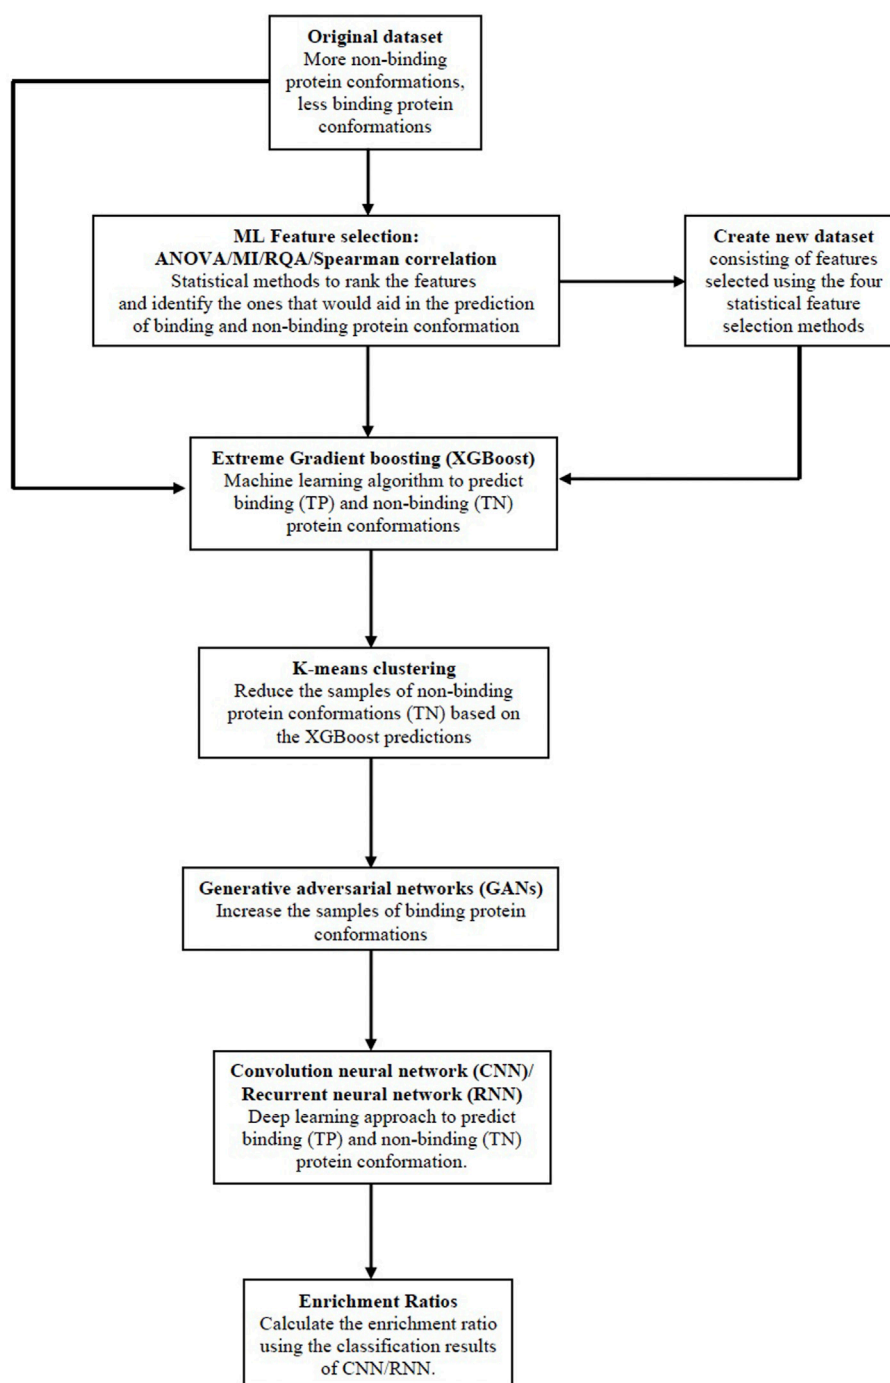 Original dataset
More non-binding
protein conformations,
less binding protein
conformations
ML Feature selection:
ANOVA/MI/RQA/Spearman correlation
Statistical methods to rank the features
and identify the ones that would aid in the prediction
of binding and non-binding protein conformation
Create new dataset
consisting of features
selected using the four
statistical feature
selection methods
Extreme Gradient boosting (XGBoost)
Machine learning algorithm to predict
binding (TP) and non-binding (TN)
protein conformations
K-means clustering
Reduce the samples of non-binding
protein conformations (TN) based on
the XGBoost predictions
Generative adversarial networks (GANs)
Increase the samples of binding protein
conformations
Convolution neural network (CNN)/
Recurrent neural network (RNN)
Deep learning approach to predict
binding (TP) and non-binding (TN)
protein conformation.
Enrichment Ratios
Calculate the enrichment ratio
using the classification results
of CNN/RNN.